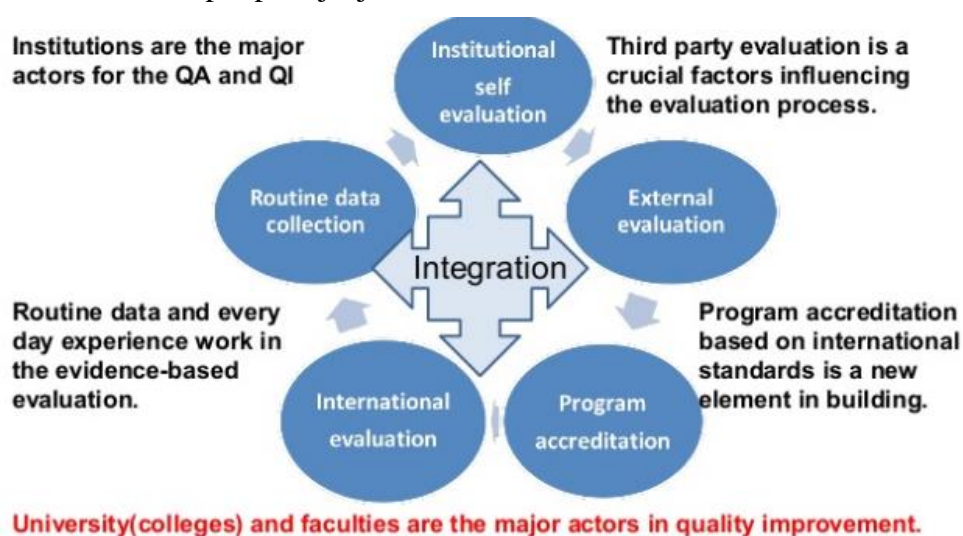 Institutions are the major
actors for the QA and QI
Institutional
self
evaluation
Third party evaluation is a
crucial factors influencing
the evaluation process.
Routine data
collection
External
evaluation
Integration
Routine data and every
day experience work in
the evidence-based
evaluation.
Program accreditation
based on international
standards is a new
element in building.
International
evaluation
Program
accreditation
University(colleges) and faculties are the major actors in quality improvement.